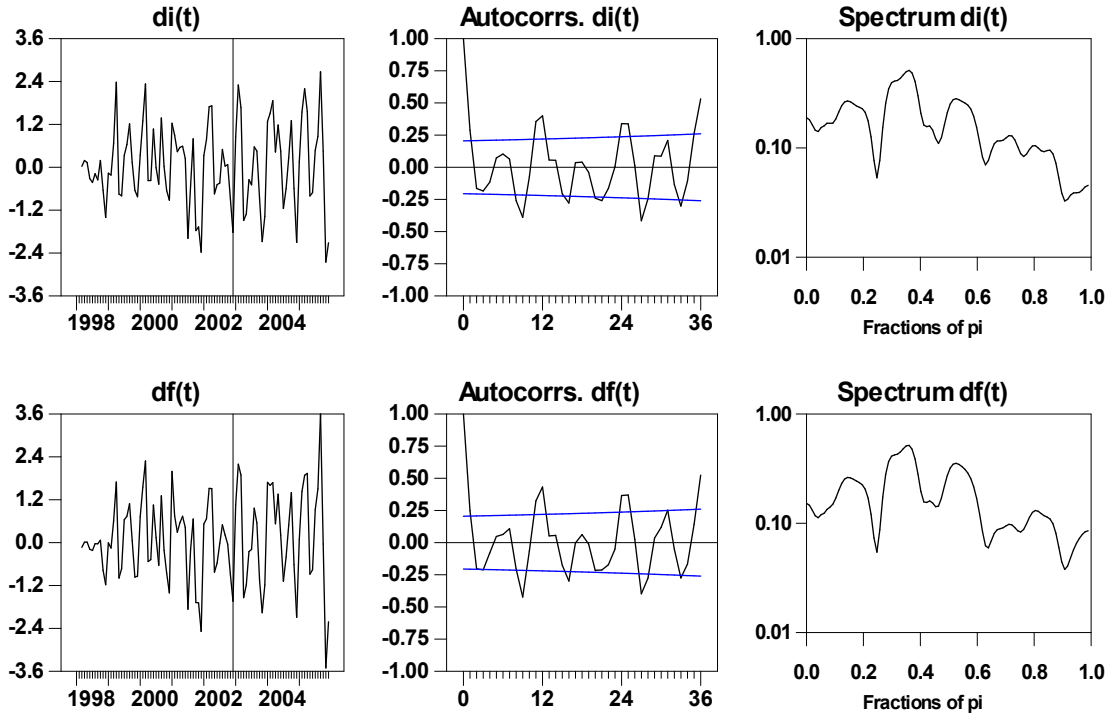 di(t)
3.6
2.4
1.2
0.0
-1.2
-2.4
-3.6
1998 2000 2002 2004
Autocorrs. di(t)
1.00
0.75
0.50
0.25
0.00
-0.25
-0.50
-0.75
-1.00
0 12 24 36
Spectrum di(t)
1.00
0.10
0.01
0.0 0.2 0.4 0.6 0.8 1.0
Fractions of pi
df(t)
3.6
2.4
1.2
0.0
-1.2
-2.4
-3.6
1998 2000 2002 2004
Autocorrs. df(t)
1.00
0.75
0.50
0.25
0.00
-0.25
-0.50
-0.75
-1.00
0 12 24 36
Spectrum df(t)
1.00
0.10
0.01
0.0 0.2 0.4 0.6 0.8 1.0
Fractions of pi